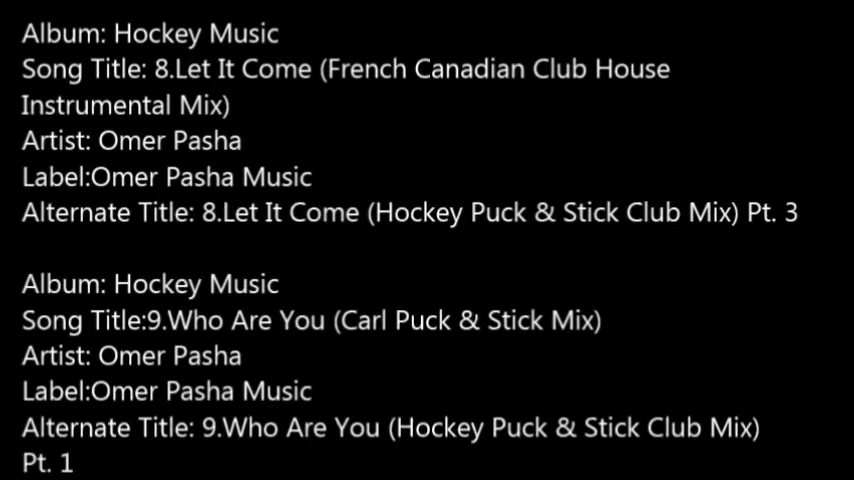 Album: Hockey Music
Song Title: 8.Let It Come (French Canadian Club House
Instrumental Mix)
Artist: Omer Pasha
Label:Omer Pasha Music
Alternate Title: 8.Let It Come (Hockey Puck & Stick Club Mix) Pt. 3
Album: Hockey Music
Song Title:9.Who Are You (Carl Puck & Stick Mix)
Artist: Omer Pasha
Label:Omer Pasha Music
Alternate Title: 9.Who Are You (Hockey Puck & Stick Club Mix)
Pt. 1